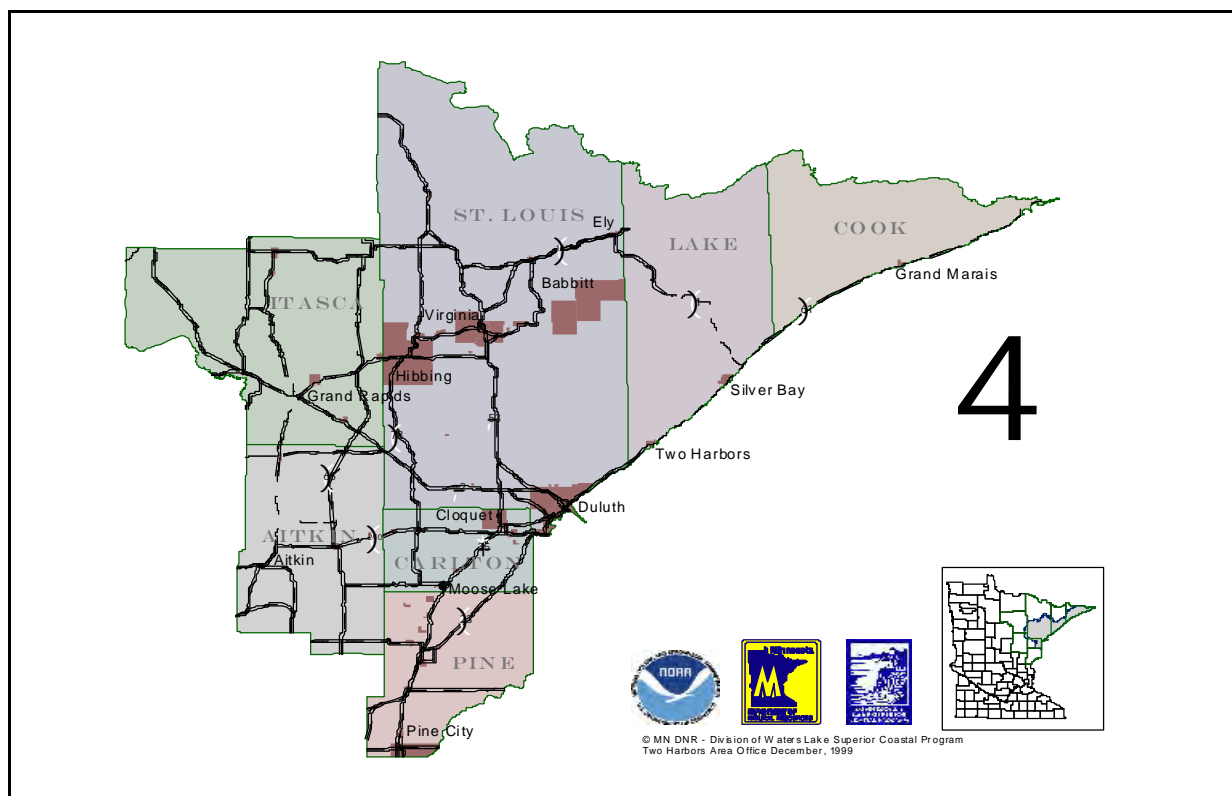 ST. LOUIS
Ely
COOK
LAKE
Grand Marais
Babbitt
ITASCA
Virginia
Hibbing
Silver Bay
Grand Rapids
4
Two Harbors
Duluth
Cloquet
AITKIN
Aitkin
CARLTON
Moose Lake
PINE
NOAA
Minnesota
M
Pine City
© MN DNR - Division of Waters Lake Superior Coastal Program
Two Harbors Area Office December, 1999